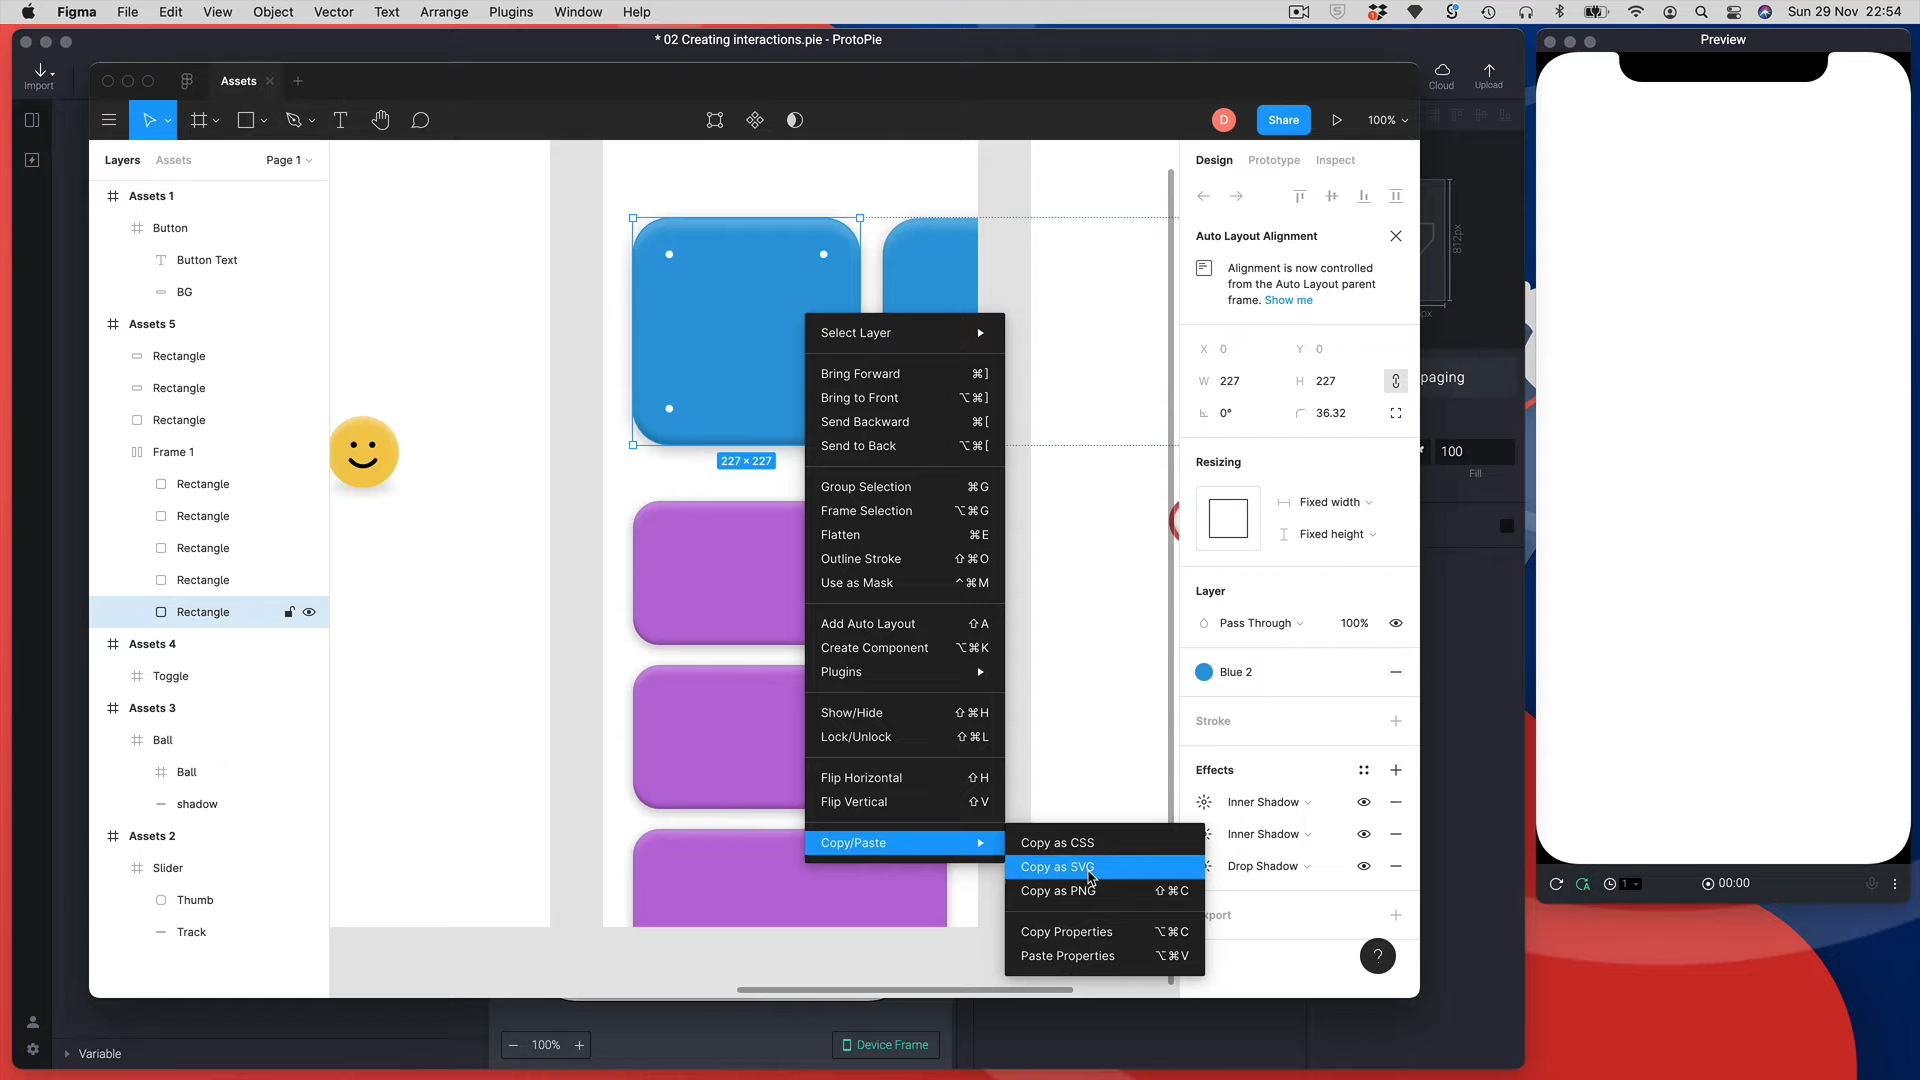 Figma File Edit View Object Vector Text Arrange Plugins Window Help
Sun 29 Nov 22:54
* 02 Creating interactions.pie - ProtoPie
Preview
Import
Cloud
Upload
Assets
D
Share
100%
Layers
Assets
Page 1
Design
Prototype
Inspect
Assets 1
Button
Button Text
BG
Assets 5
Rectangle
Rectangle
Rectangle
Frame 1
Rectangle
Rectangle
Rectangle
Rectangle
Rectangle
Assets 4
Toggle
Assets 3
Ball
Ball
shadow
Assets 2
Slider
Thumb
Track
227 × 227
Select Layer
Bring Forward ⌘]
Bring to Front ⌥⌘]
Send Backward ⌘[
Send to Back ⌥⌘[
Group Selection ⌘G
Frame Selection ⌥⌘G
Flatten ⌘E
Outline Stroke ⇧⌘O
Use as Mask ^⌘M
Add Auto Layout ⇧A
Create Component ⌥⌘K
Plugins
Show/Hide ⇧⌘H
Lock/Unlock ⇧⌘L
Flip Horizontal ⇧H
Flip Vertical ⇧V
Copy/Paste
Copy as CSS
Copy as SVG
Copy as PNG ⇧⌘C
Copy Properties ⌥⌘C
Paste Properties ⌥⌘V
Auto Layout Alignment
Alignment is now controlled
from the Auto Layout parent
frame. Show me
X 0 Y 0
W 227 H 227
0° 36.32
Resizing
Fixed width
Fixed height
Layer
Pass Through 100%
Blue 2
Stroke
Effects
Inner Shadow
Inner Shadow
Drop Shadow
xport
?
812px
px
paging
100
Fill
1
00:00
Variable
100%
Device Frame